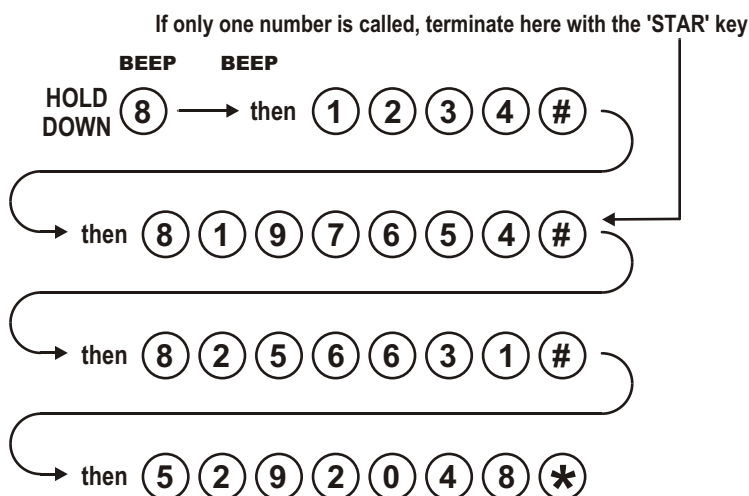 If only one number is called, terminate here with the 'STAR' key
BEEP BEEP
HOLD DOWN 8 then 1 2 3 4 #
then 8 1 9 7 6 5 4 #
then 8 2 5 6 6 3 1 #
then 5 2 9 2 0 4 8 *